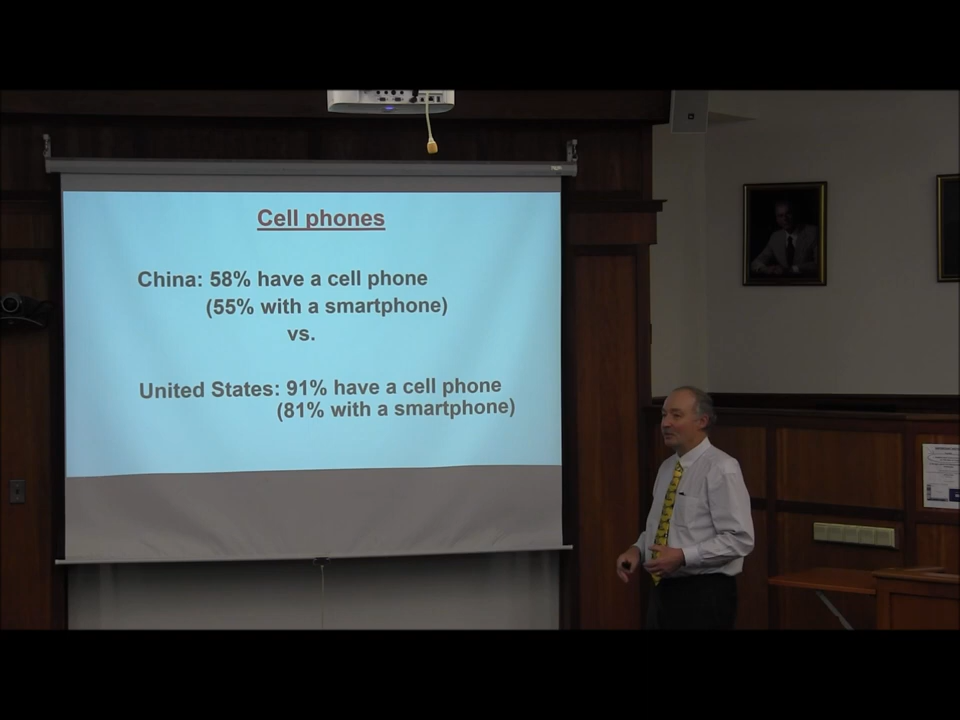 Cell phones
China: 58% have a cell phone
(55% with a smartphone)
vs.
United States: 91% have a cell phone
(81% with a smartphone)